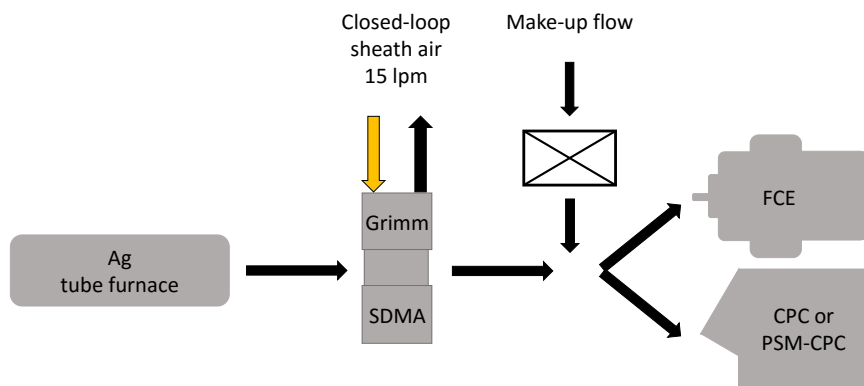 Closed-loop
sheath air
15 lpm
Make-up flow
Grimm
SDMA
Ag
tube furnace
FCE
CPC or
PSM-CPC